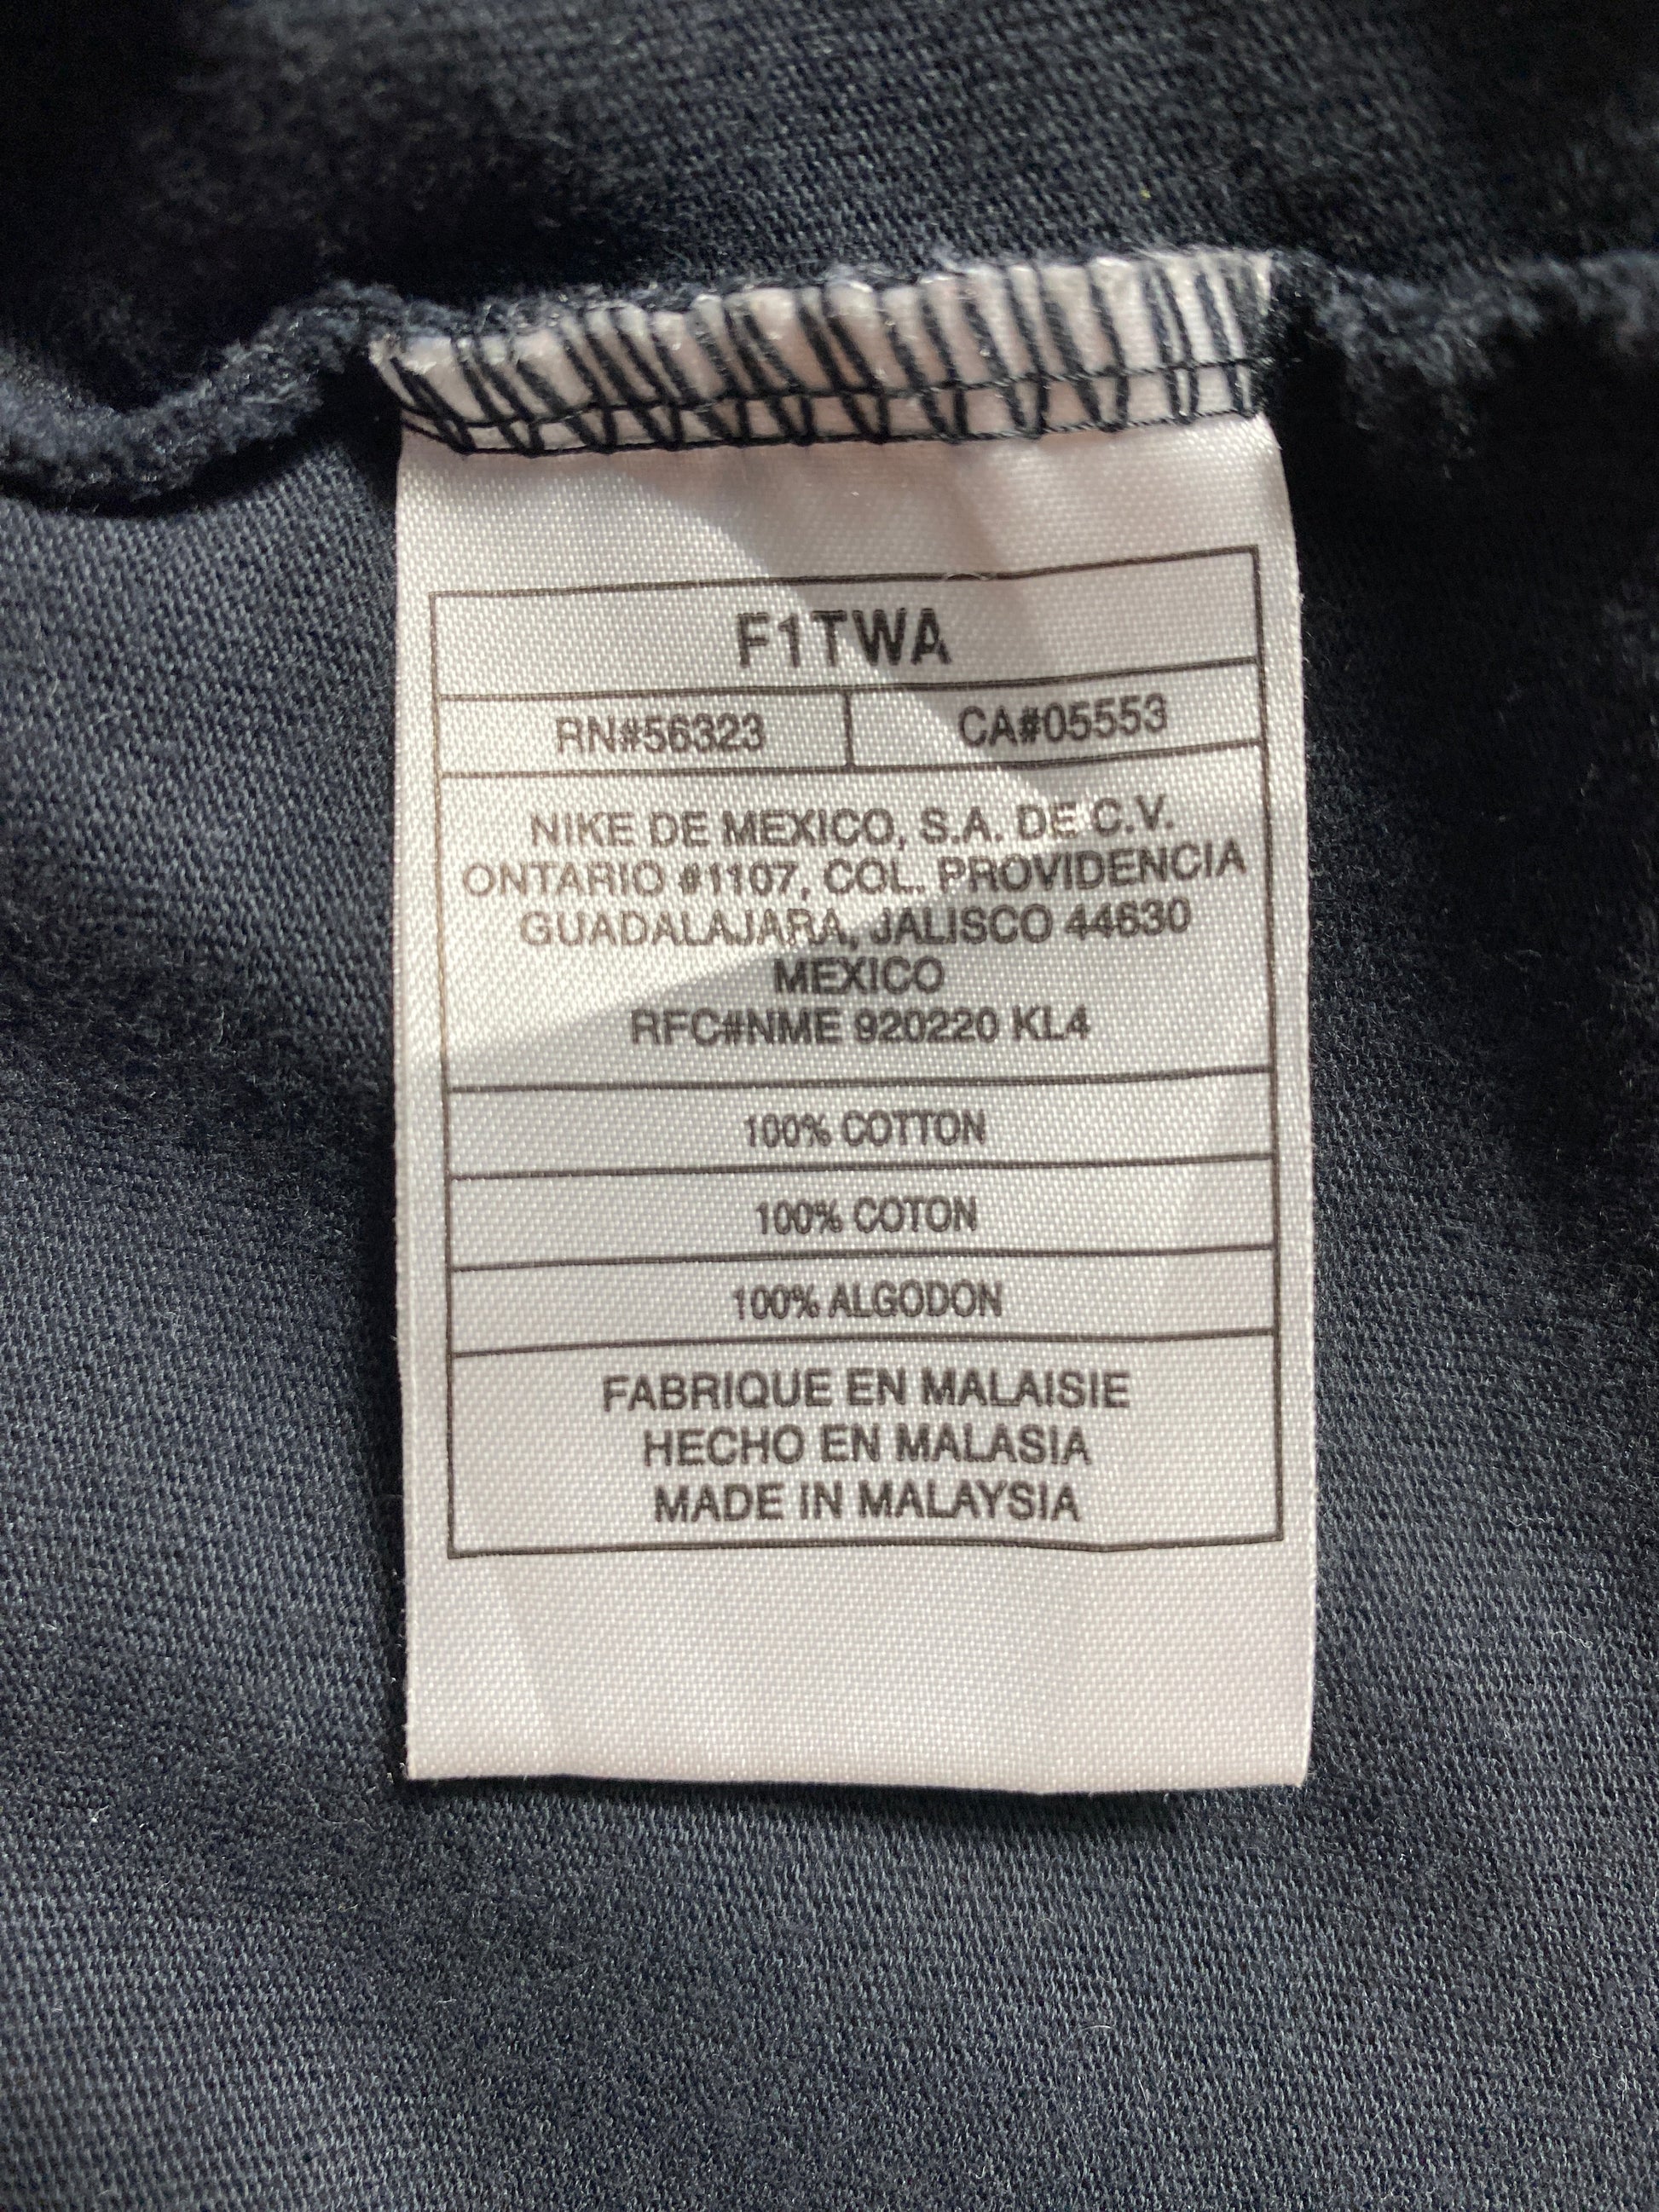 F1TWA
RN#56323 CA#05553
NIKE DE MEXICO, S.A. DE C.V.
ONTARIO #1107, COL. PROVIDENCIA
GUADALAJARA, JALISCO 44630
MEXICO
RFC#NME 920220 KL4
100% COTTON
100% COTON
100% ALGODON
FABRIQUE EN MALAISIE
HECHO EN MALASIA
MADE IN MALAYSIA